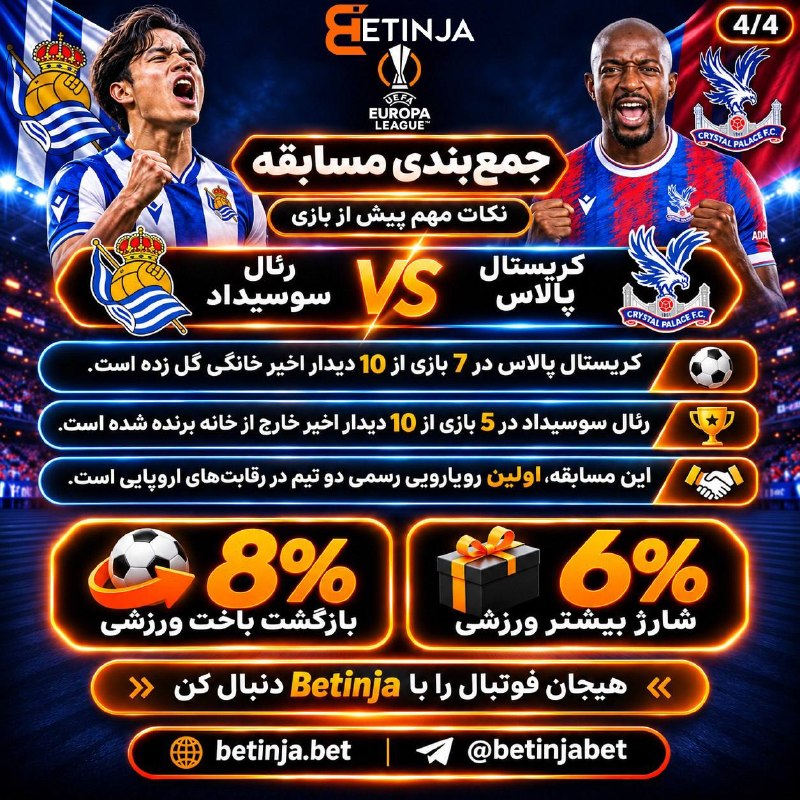 BETINJA
4/4
UEFA
EUROPA
LEAGUE™
CRYSTAL PALACE F.C.
جمع‌بندی مسابقه
نکات مهم پیش از بازی
کریستال
پالاس
VS
رئال
سوسیداد
CRYSTAL PALACE F.C.
کریستال پالاس در 7 بازی از 10 دیدار اخیر خانگی گل زده است.
رئال سوسیداد در 5 بازی از 10 دیدار اخیر خارج از خانه برنده شده است.
این مسابقه، اولین رویارویی رسمی دو تیم در رقابت‌های اروپایی است.
6%
شارژ بیشتر ورزشی
8%
بازگشت باخت ورزشی
هیجان فوتبال را با Betinja دنبال کن
betinja.bet | @betinjabet